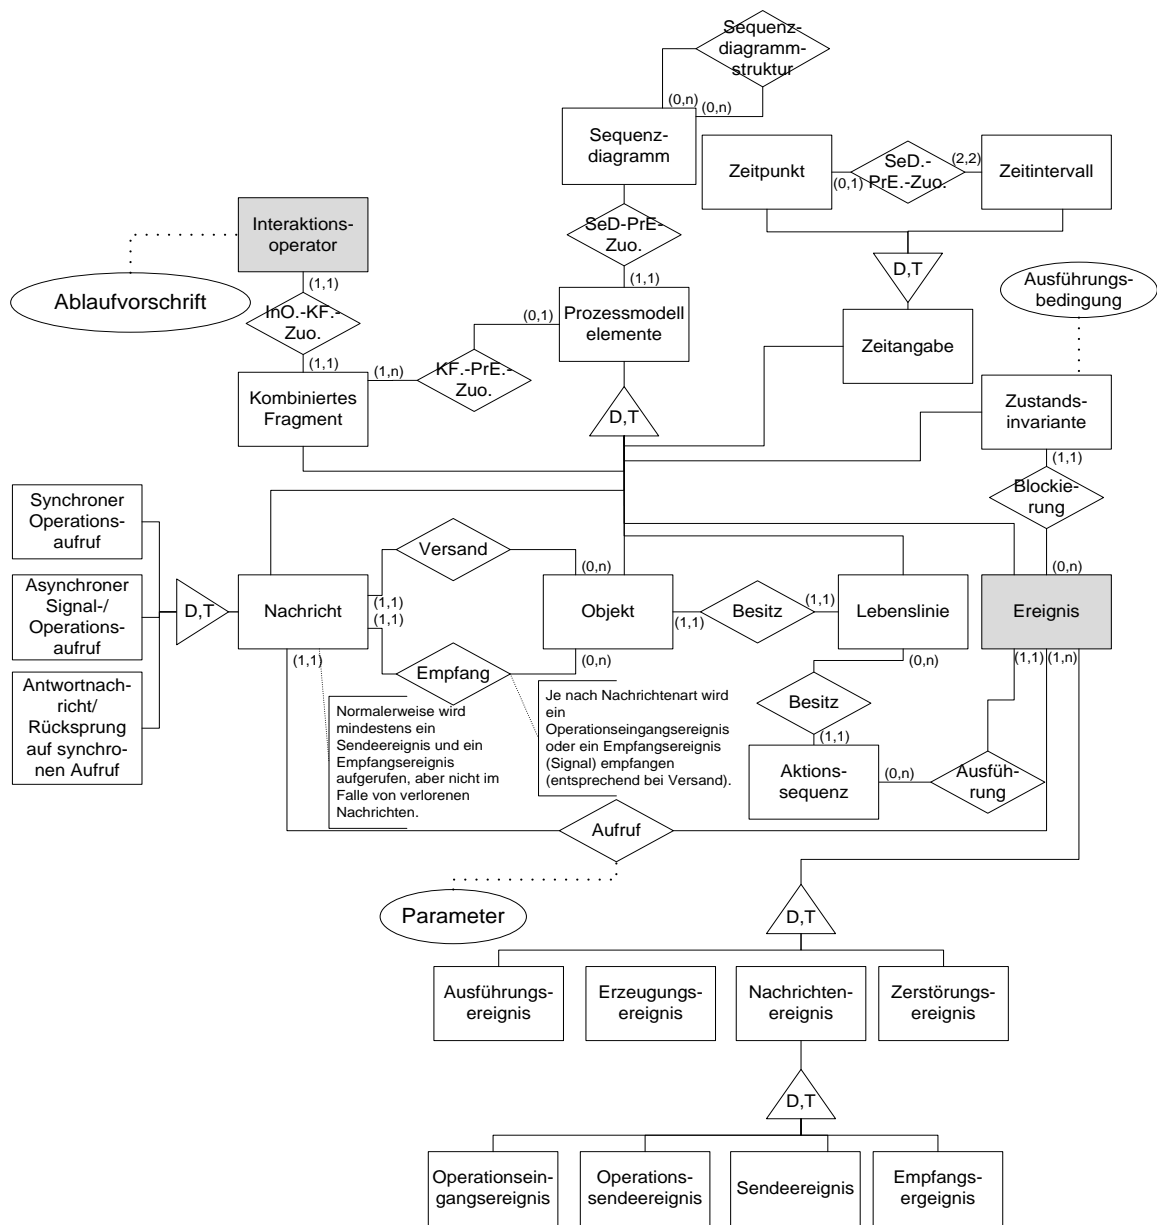 Sequenz-
diagramm-
struktur
(0,n)
(0,n)
Sequenz-
diagramm
Zeitpunkt
(0,1)
SeD.-
PrE.-Zuo.
(2,2)
Zeitintervall
Interaktions-
operator
SeD-PrE-
Zuo.
D,T
Ablaufvorschrift
(1,1)
(1,1)
Ausführungs-
bedingung
InO.-KF.-
Zuo.
(0,1)
Prozessmodell
elemente
Zeitangabe
(1,1)
Kombiniertes
Fragment
(1,n)
KF.-PrE.-
Zuo.
D,T
Zustands-
invariante
(1,1)
Synchroner
Operations-
aufruf
Blockie-
rung
Versand
(0,n)
(0,n)
Asynchroner
Signal-/
Operations-
aufruf
D,T
Nachricht
(1,1)
(1,1)
Objekt
(1,1)
Besitz
(1,1)
Lebenslinie
Ereignis
(1,1)
Empfang
(0,n)
(0,n)
(1,1)
(1,n)
Antwortnach-
richt/
Rücksprung
auf synchro-
nen Aufruf
Normalerweise wird
mindestens ein
Sendeereignis und ein
Empfangsereignis
aufgerufen, aber nicht im
Falle von verlorenen
Nachrichten.
Je nach Nachrichtenart wird
ein
Operationseingangsereignis
oder ein Empfangsereignis
(Signal) empfangen
(entsprechend bei Versand).
Besitz
(1,1)
Aktions-
sequenz
(0,n)
Ausfüh-
rung
Aufruf
Parameter
D,T
Ausführungs-
ereignis
Erzeugungs-
ereignis
Nachrichten-
ereignis
Zerstörungs-
ereignis
D,T
Operationsein-
gangsereignis
Operations-
sendeereignis
Sendeereignis
Empfangs-
ergeignis